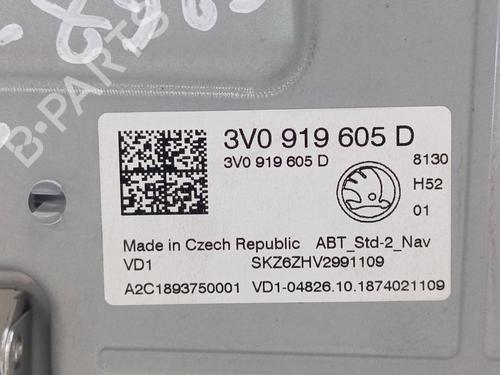 3V0 919 605 D
3V0 919 605 D
8130
H52
01
Made in Czech Republic ABT_Std-2_Nav
VD1 SKZ6ZHV2991109
A2C1893750001 VD1-04826.10.1874021109
B-PARTS